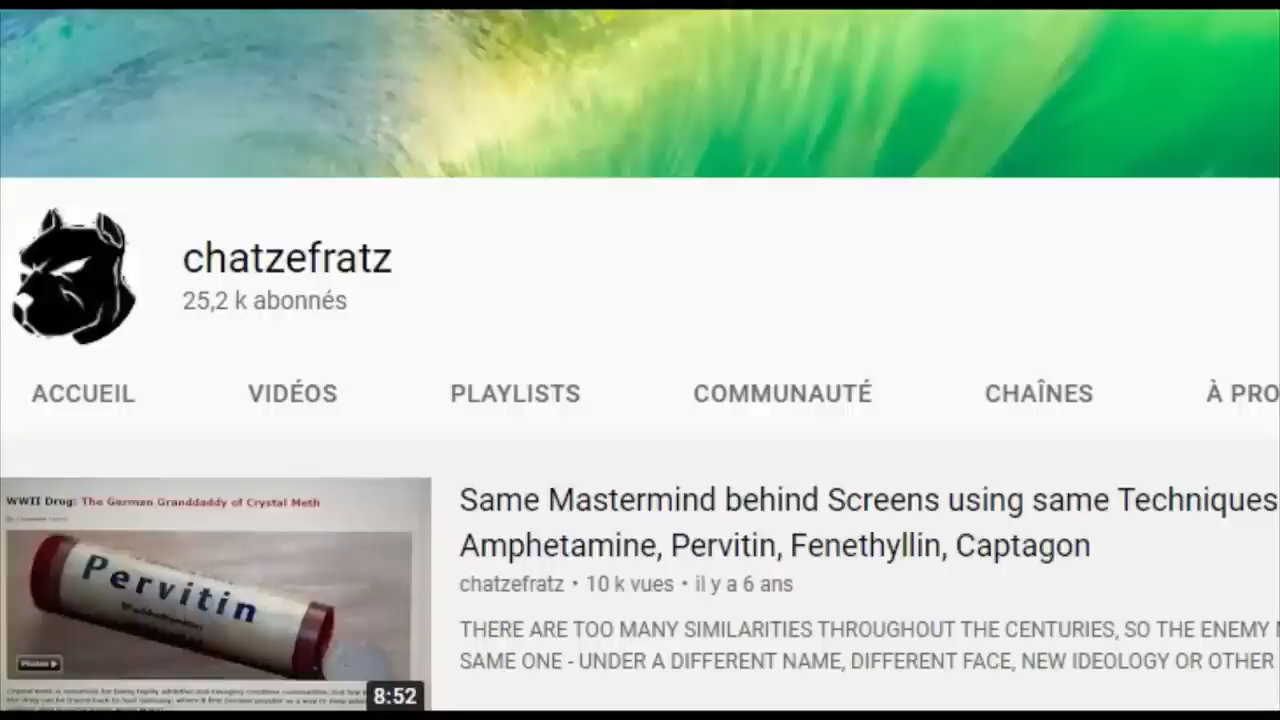 chatzefratz
25,2 k abonnés
ACCUEIL VIDÉOS PLAYLISTS COMMUNAUTÉ CHAÎNES À PRO
WWII Drug: The German Granddaddy of Crystal Meth
Pervitin
Photos
8:52
Same Mastermind behind Screens using same Techniques
Amphetamine, Pervitin, Fenethyllin, Captagon
chatzefratz • 10 k vues • il y a 6 ans
THERE ARE TOO MANY SIMILARITIES THROUGHOUT THE CENTURIES, SO THE ENEMY
SAME ONE - UNDER A DIFFERENT NAME, DIFFERENT FACE, NEW IDEOLOGY OR OTHER